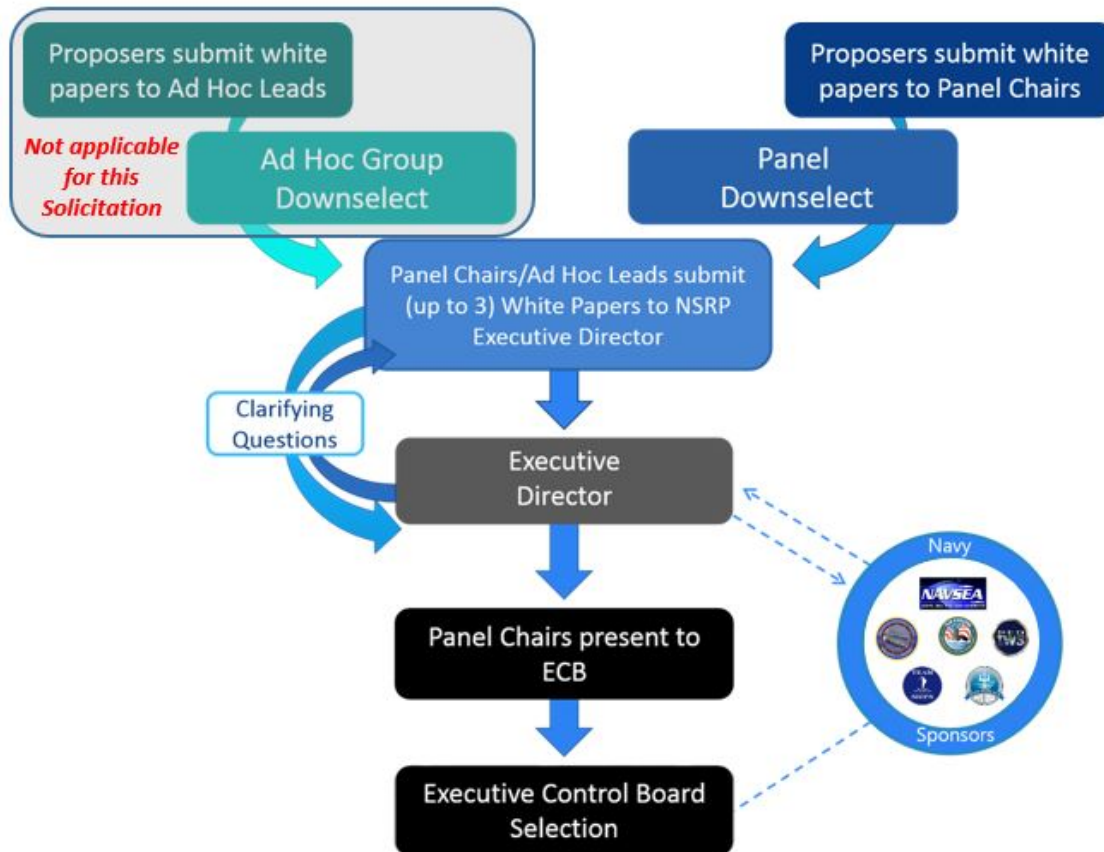 Proposers submit white
papers to Ad Hoc Leads
Not applicable
for this
Solicitation
Ad Hoc Group
Downselect
Proposers submit white
papers to Panel Chairs
Panel
Downselect
Panel Chairs/Ad Hoc Leads submit
(up to 3) White Papers to NSRP
Executive Director
Clarifying
Questions
Executive
Director
Navy
NAVSEA
TEAM
Sponsors
Panel Chairs present to
ECB
Executive Control Board
Selection